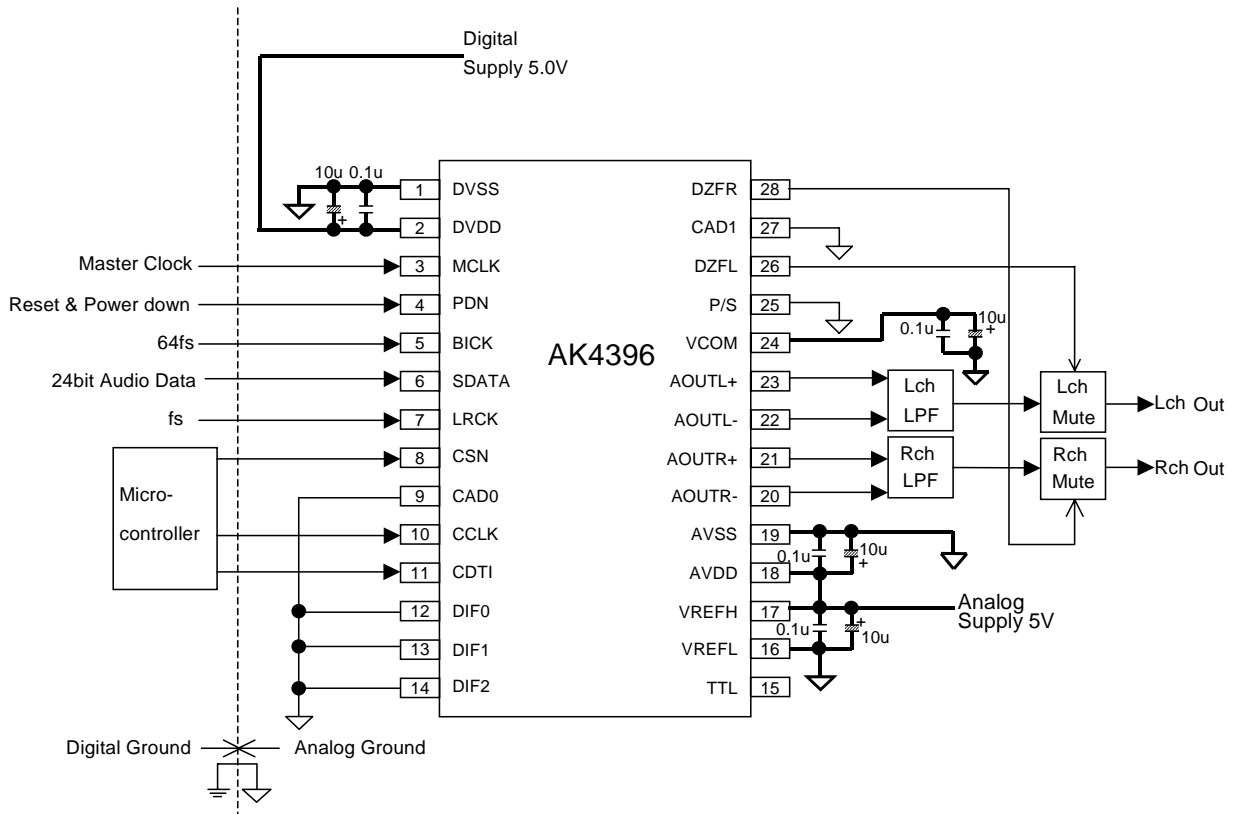 Digital
Supply 5.0V
10u 0.1u
+
1 DVSS
2 DVDD
Master Clock
3 MCLK
Reset & Power down
4 PDN
64fs
5 BICK
24bit Audio Data
6 SDATA
fs
7 LRCK
Micro-
controller
8 CSN
9 CAD0
10 CCLK
11 CDTI
12 DIF0
13 DIF1
14 DIF2
AK4396
DZFR 28
CAD1 27
DZFL 26
P/S 25
VCOM 24
0.1u
10u
+
AOUTL+ 23
AOUTL- 22
Lch
LPF
Lch
Mute
Lch Out
AOUTR+ 21
AOUTR- 20
Rch
LPF
Rch
Mute
Rch Out
AVSS 19
0.1u
10u
+
AVDD 18
VREFH 17
Analog
Supply 5V
0.1u
+
10u
VREFL 16
TTL 15
Digital Ground
Analog Ground